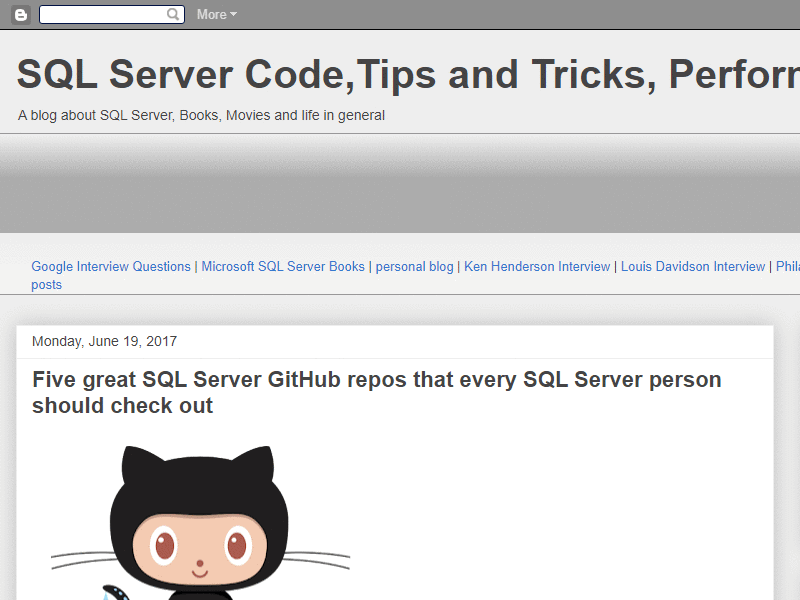 More
SQL Server Code,Tips and Tricks, Perfor
A blog about SQL Server, Books, Movies and life in general
Google Interview Questions | Microsoft SQL Server Books | personal blog | Ken Henderson Interview | Louis Davidson Interview | Phila
posts
Monday, June 19, 2017
Five great SQL Server GitHub repos that every SQL Server person
should check out